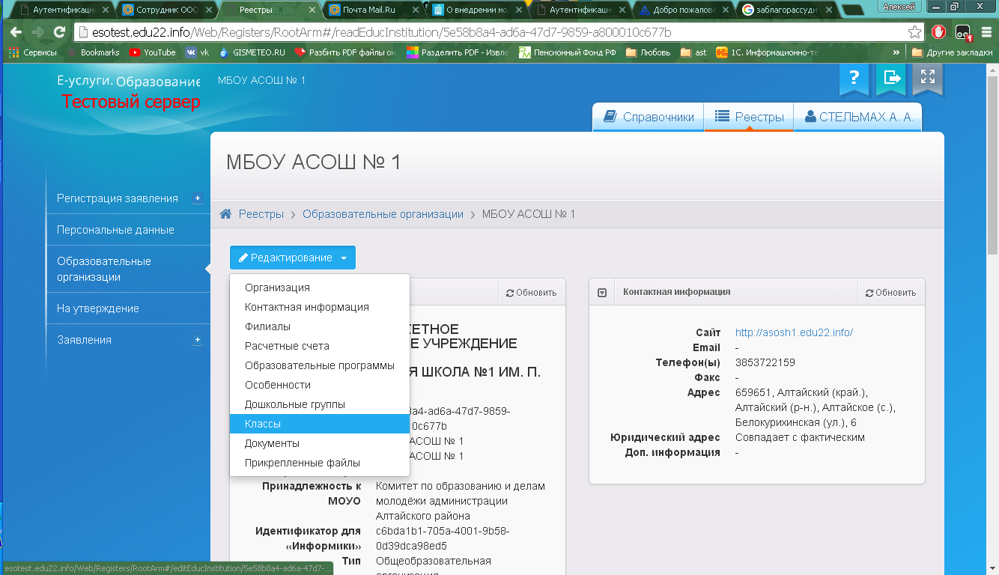 Аутентификаци
Сотрудник ООО
Реестры
Почта Mail.Ru
О внедрении мо
Аутентификаци
Добро пожалова
заблагорассуди
Алексей
esotest.edu22.info/Web/Registers/RootArm#/readEducInstitution/5e58b8a4-ad6a-47d7-9859-a800010c677b
Сервисы
Bookmarks
YouTube
vk
GISMETEO.RU
Разбить PDF файлы он
Разделить PDF - Извле
Пенсионный Фонд РФ
Любовь
ast
1С. Информационно-те
»
Другие закладки
Е-услуги. Образование
Тестовый сервер
МБОУ АСОШ № 1
?
Справочники
Реестры
СТЕЛЬМАХ А. А.
МБОУ АСОШ № 1
Регистрация заявления
Персональные данные
Образовательные
организации
На утверждение
Заявления
Реестры > Образовательные организации > МБОУ АСОШ № 1
Редактирование
Организация
Контактная информация
Филиалы
Расчетные счета
Образовательные программы
Особенности
Дошкольные группы
Классы
Документы
Прикрепленные файлы
Обновить
ЖЕТНОЕ
Е УЧРЕЖДЕНИЕ
Я ШКОЛА №1 ИМ. П.
8a4-ad6a-47d7-9859-
0c677b
АСОШ № 1
АСОШ № 1
Принадлежность к МОУО
Комитет по образованию и делам
молодёжи администрации
Алтайского района
Идентификатор для
«Информики»
c6bda1b1-705a-4001-9b58-
0d39dca98ed5
Тип
Общеобразовательная
организация
Контактная информация
Обновить
Сайт http://asosh1.edu22.info/
Email -
Телефон(ы) 3853722159
Факс -
Адрес 659651, Алтайский (край.),
Алтайский (р-н.), Алтайское (с.),
Белокурихинская (ул.), 6
Юридический адрес Совпадает с фактическим
Доп. информация -
esotest.edu22.info/Web/Registers/RootArm#/editEducInstitution/5e58b8a4-ad6a-47d7-...